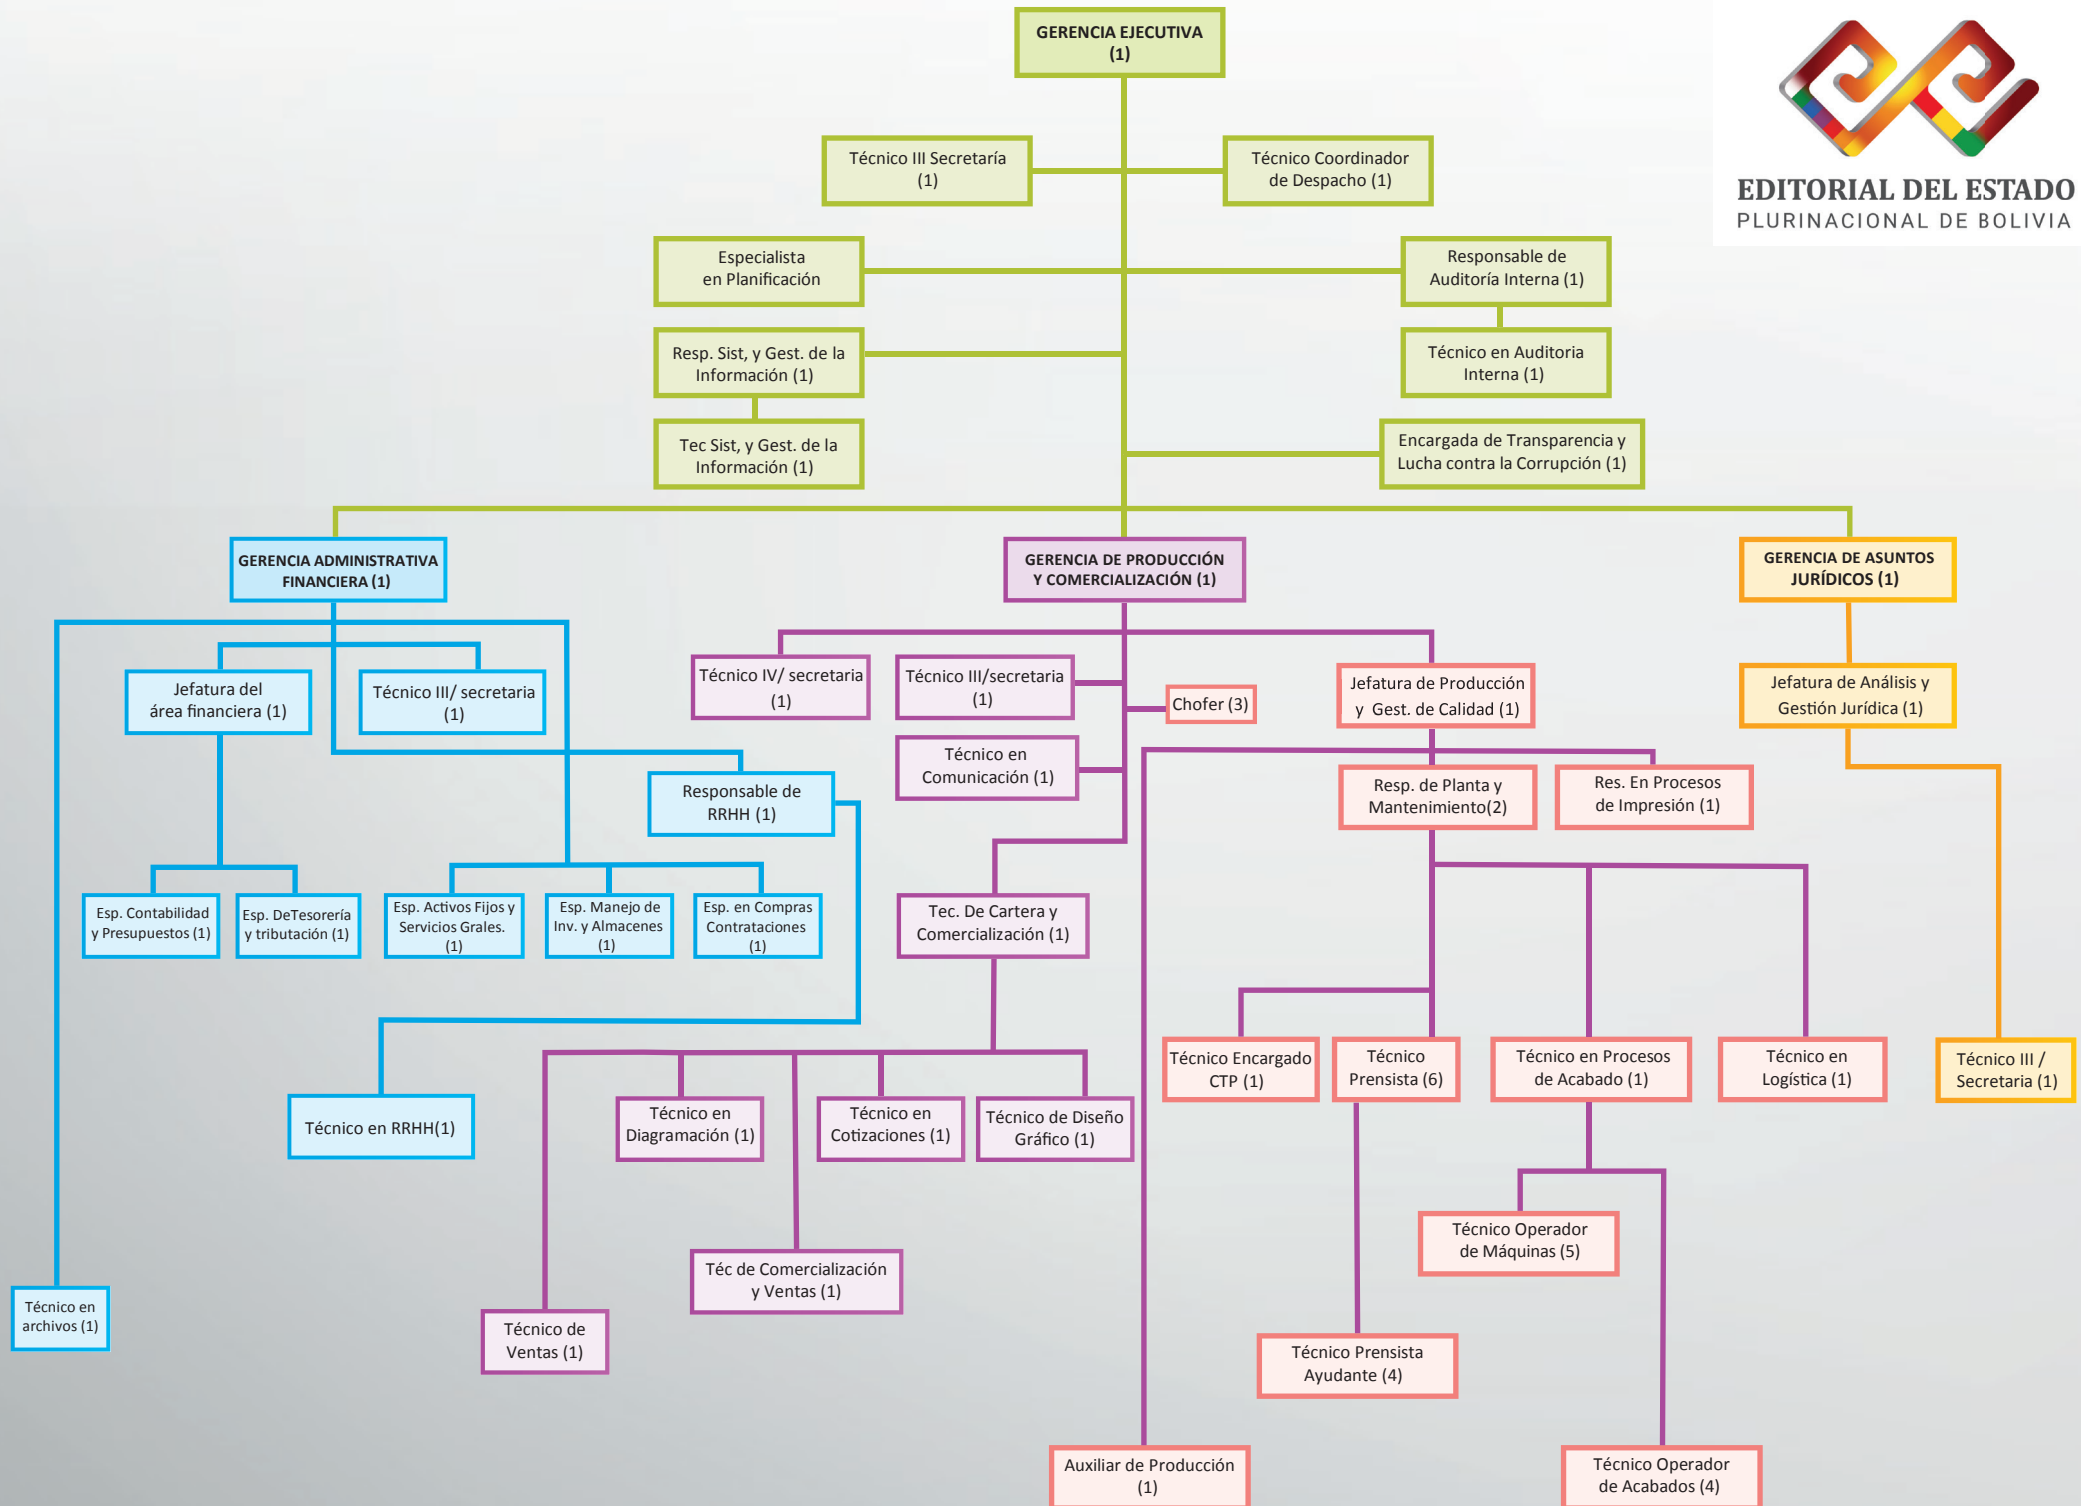 GERENCIA EJECUTIVA
(1)
EDITORIAL DEL ESTADO
PLURINACIONAL DE BOLIVIA
Técnico III Secretaría
(1)
Técnico Coordinador
de Despacho (1)
Especialista
en Planificación
Responsable de
Auditoría Interna (1)
Resp. Sist, y Gest. de la
Información (1)
Técnico en Auditoria
Interna (1)
Tec Sist, y Gest. de la
Información (1)
Encargada de Transparencia y
Lucha contra la Corrupción (1)
GERENCIA ADMINISTRATIVA
FINANCIERA (1)
GERENCIA DE PRODUCCIÓN
Y COMERCIALIZACIÓN (1)
GERENCIA DE ASUNTOS
JURÍDICOS (1)
Jefatura del
área financiera (1)
Técnico III/ secretaria
(1)
Técnico IV/ secretaria
(1)
Técnico III/secretaria
(1)
Chofer (3)
Jefatura de Producción
y Gest. de Calidad (1)
Jefatura de Análisis y
Gestión Jurídica (1)
Responsable de
RRHH (1)
Técnico en
Comunicación (1)
Resp. de Planta y
Mantenimiento(2)
Res. En Procesos
de Impresión (1)
Esp. Contabilidad
y Presupuestos (1)
Esp. DeTesorería
y tributación (1)
Esp. Activos Fijos y
Servicios Grales.
(1)
Esp. Manejo de
Inv. y Almacenes
(1)
Esp. en Compras
Contrataciones
(1)
Tec. De Cartera y
Comercialización (1)
Técnico Encargado
CTP (1)
Técnico
Prensista (6)
Técnico en Procesos
de Acabado (1)
Técnico en
Logística (1)
Técnico III /
Secretaria (1)
Técnico en RRHH(1)
Técnico en
Diagramación (1)
Técnico en
Cotizaciones (1)
Técnico de Diseño
Gráfico (1)
Técnico Operador
de Máquinas (5)
Téc de Comercialización
y Ventas (1)
Técnico en
archivos (1)
Técnico de
Ventas (1)
Técnico Prensista
Ayudante (4)
Auxiliar de Producción
(1)
Técnico Operador
de Acabados (4)